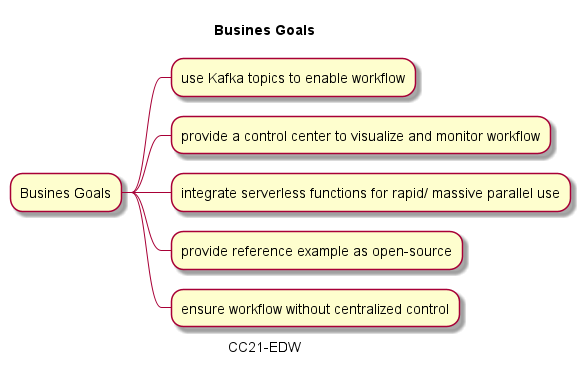 Busines Goals
use Kafka topics to enable workflow
provide a control center to visualize and monitor workflow
Busines Goals
integrate serverless functions for rapid/ massive parallel use
provide reference example as open-source
ensure workflow without centralized control
CC21-EDW